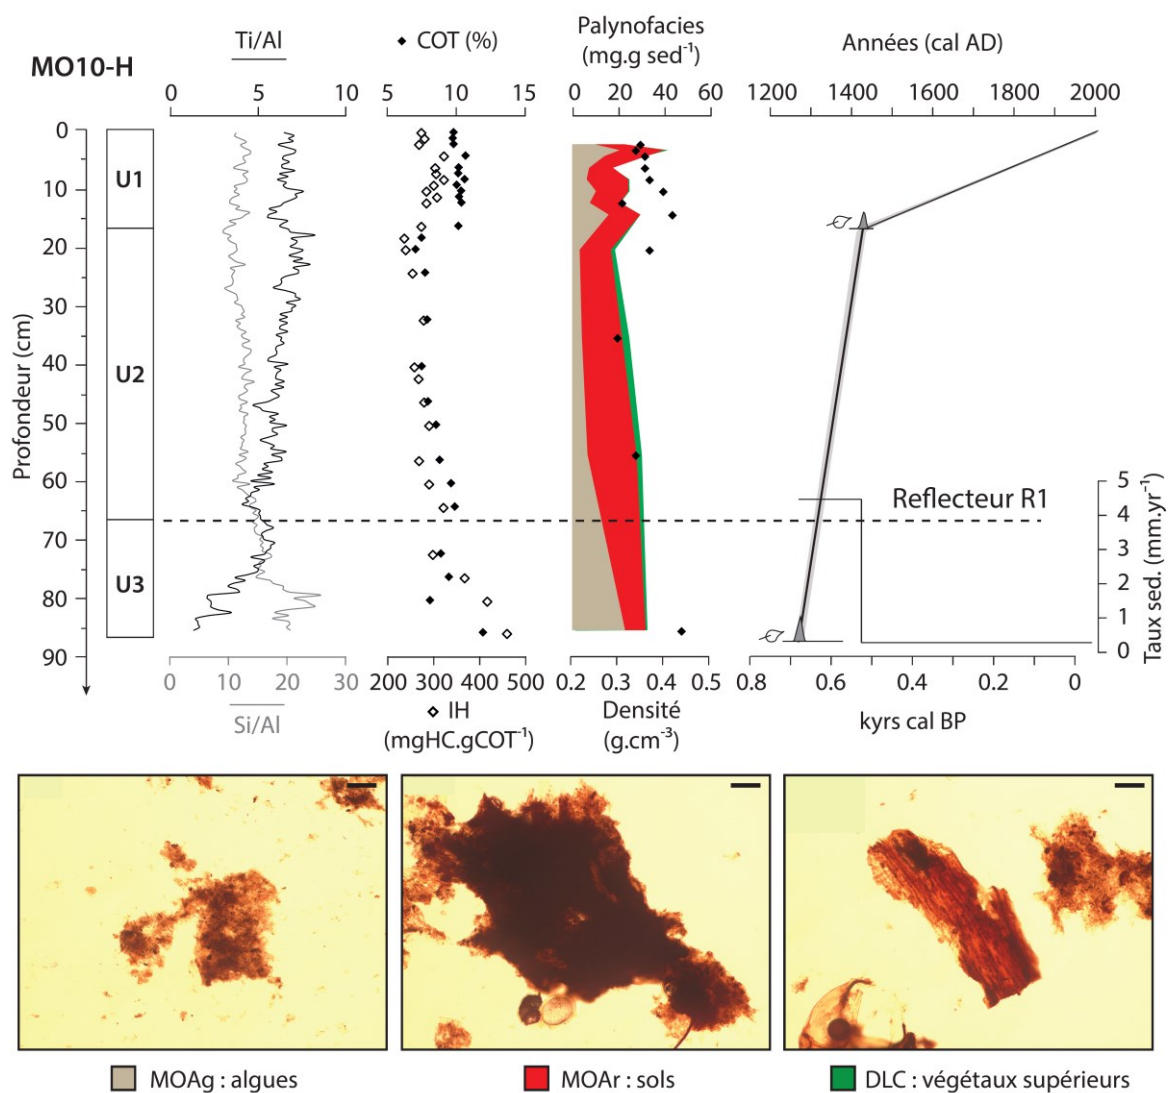 MO10-H
Ti/Al
COT (%)
Palynofacies
(mg.g sed⁻¹)
Années (cal AD)
0 5 10
5 10 15
0 20 40 60
1200 1400 1600 1800 2000
Profondeur (cm)
0
10
20
30
40
50
60
70
80
90
U1
U2
U3
Reflecteur R1
5
4
3
2
1
0
Taux sed. (mm.yr⁻¹)
0 10 20 30
200 300 400 500
0.2 0.3 0.4 0.5
0.8 0.6 0.4 0.2 0
Si/Al
IH
(mgHC.gCOT⁻¹)
Densité
(g.cm⁻³)
kyrs cal BP
MOAg : algues
MOAr : sols
DLC : végétaux supérieurs